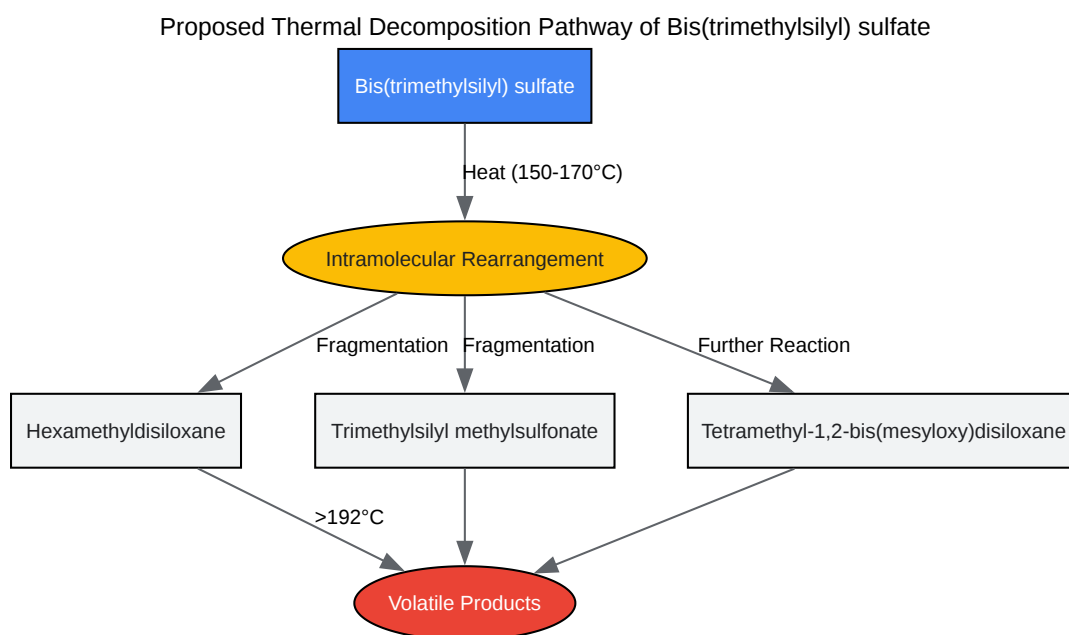 Proposed Thermal Decomposition Pathway of Bis(trimethylsilyl) sulfate
Bis(trimethylsilyl) sulfate
Heat (150-170°C)
Intramolecular Rearrangement
Fragmentation
Fragmentation
Further Reaction
Hexamethyldisiloxane
Trimethylsilyl methylsulfonate
Tetramethyl-1,2-bis(mesyloxy)disiloxane
>192°C
Volatile Products